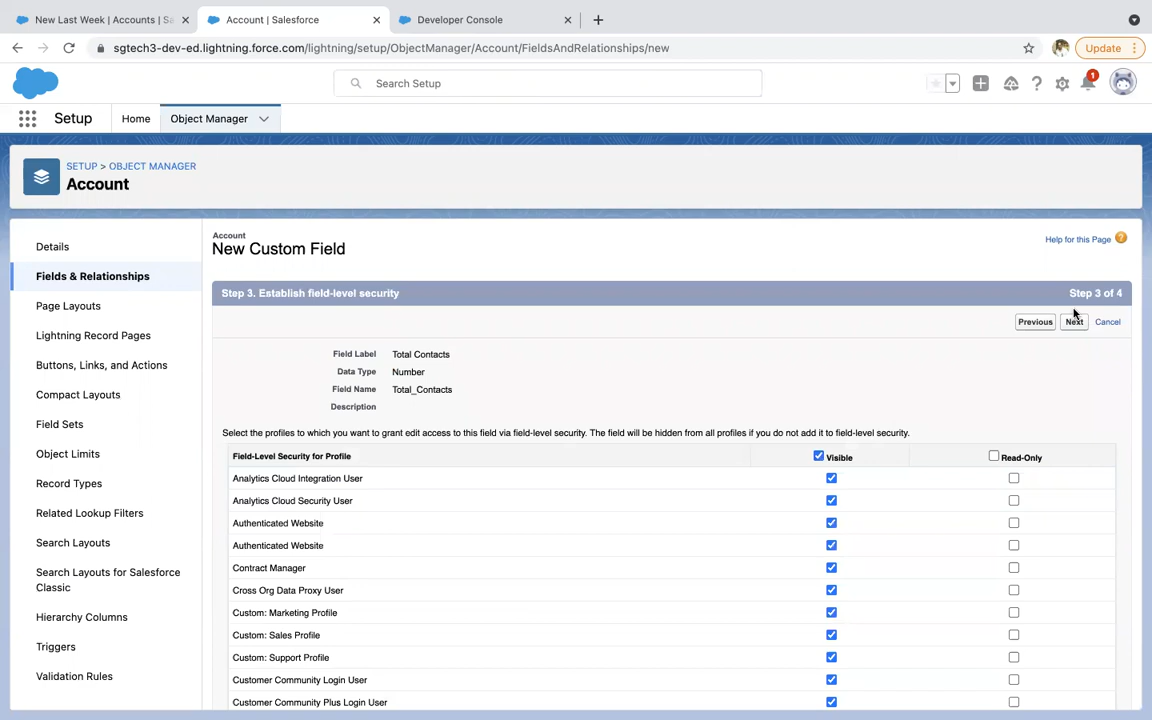 New Last Week | Accounts | Sa
Account | Salesforce
Developer Console
sgtech3-dev-ed.lightning.force.com/lightning/setup/ObjectManager/Account/FieldsAndRelationships/new
Update
Search Setup
1
Setup
Home
Object Manager
SETUP > OBJECT MANAGER
Account
Details
Fields & Relationships
Page Layouts
Lightning Record Pages
Buttons, Links, and Actions
Compact Layouts
Field Sets
Object Limits
Record Types
Related Lookup Filters
Search Layouts
Search Layouts for Salesforce
Classic
Hierarchy Columns
Triggers
Validation Rules
Account
New Custom Field
Help for this Page
Step 3. Establish field-level security
Step 3 of 4
Previous
Next
Cancel
Field Label Total Contacts
Data Type Number
Field Name Total_Contacts
Description
Select the profiles to which you want to grant edit access to this field via field-level security. The field will be hidden from all profiles if you do not add it to field-level security.
Field-Level Security for Profile Visible Read-Only
Analytics Cloud Integration User
Analytics Cloud Security User
Authenticated Website
Authenticated Website
Contract Manager
Cross Org Data Proxy User
Custom: Marketing Profile
Custom: Sales Profile
Custom: Support Profile
Customer Community Login User
Customer Community Plus Login User